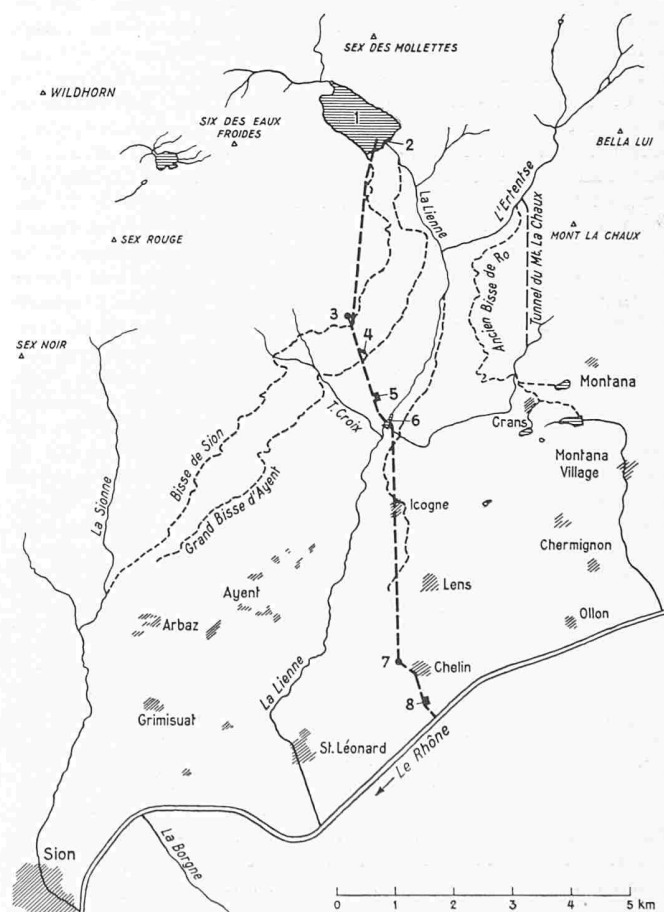 SEX DES MOLLETTES
WILDHORN
1
SIX DES EAUX
FROIDES
2
BELLA LUI
La Lienne
L'Ertentse
SEX ROUGE
Ancien Bisse de Ro
Tunnel du Mt. La Chaux
MONT LA CHAUX
3
4
SEX NOIR
5
Montana
6
T. Croix
Crans
Bisse de Sion
Grand Bisse d'Ayent
La Sionne
Montana
Village
Icogne
Chermignon
Ayent
Lens
Arbaz
Ollon
7
Chelin
La Lienne
8
Grimisuat
St. Léonard
Le Rhône
Sion
La Borgne
0 1 2 3 4 5 km